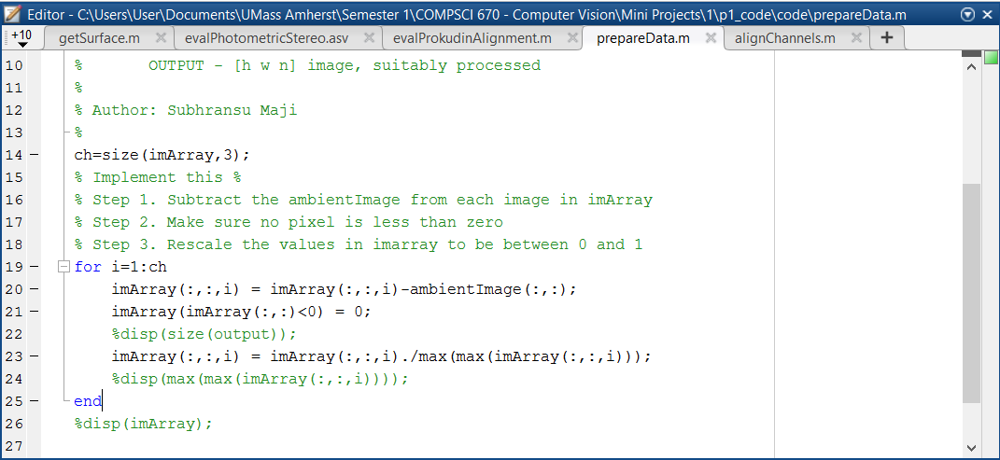 Editor - C:\Users\User\Documents\UMass Amherst\Semester 1\COMPSCI 670 - Computer Vision\Mini Projects\1\p1_code\code\prepareData.m
+10 getSurface.m evalPhotometricStereo.asv evalProkudinAlignment.m prepareData.m alignChannels.m +
10 % OUTPUT - [h w n] image, suitably processed
11 %
12 % Author: Subhransu Maji
13 %
14 - ch=size(imArray,3);
15 % Implement this %
16 % Step 1. Subtract the ambientImage from each image in imArray
17 % Step 2. Make sure no pixel is less than zero
18 % Step 3. Rescale the values in imarray to be between 0 and 1
19 - for i=1:ch
20 - imArray(:,:,i) = imArray(:,:,i)-ambientImage(:,:);
21 - imArray(imArray(:,:)<0) = 0;
22 %disp(size(output));
23 - imArray(:,:,i) = imArray(:,:,i)./max(max(imArray(:,:,i)));
24 %disp(max(max(imArray(:,:,i))));
25 - end
26 %disp(imArray);
27